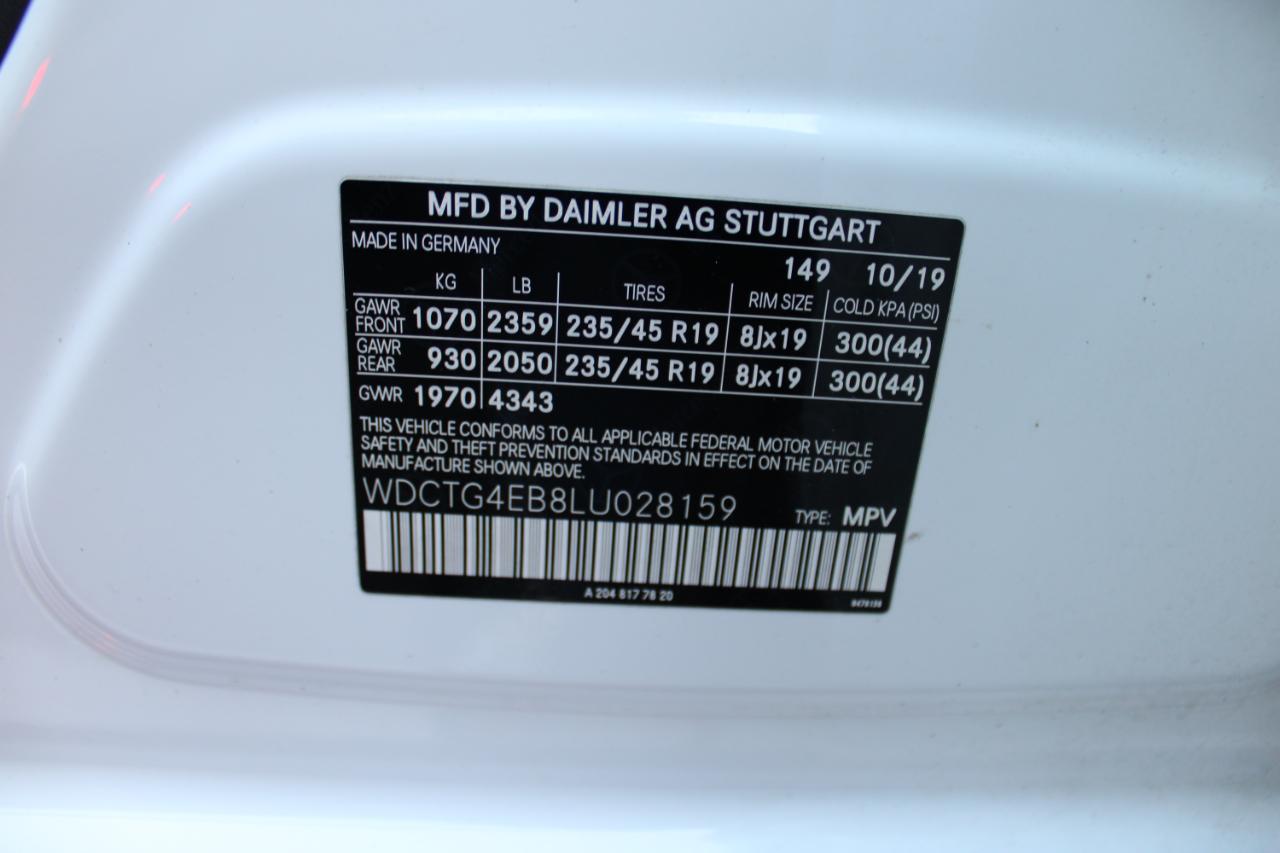 MFD BY DAIMLER AG STUTTGART
MADE IN GERMANY
149 10/19
KG LB TIRES RIM SIZE COLD KPA (PSI)
GAWR FRONT 1070 2359 235/45 R19 8Jx19 300(44)
GAWR REAR 930 2050 235/45 R19 8Jx19 300(44)
GWWR 1970 4343
THIS VEHICLE CONFORMS TO ALL APPLICABLE FEDERAL MOTOR VEHICLE
SAFETY AND THEFT PREVENTION STANDARDS IN EFFECT ON THE DATE OF
MANUFACTURE SHOWN ABOVE.
WDCTG4EB8LU028159
TYPE: MPV
A 204 817 78 20